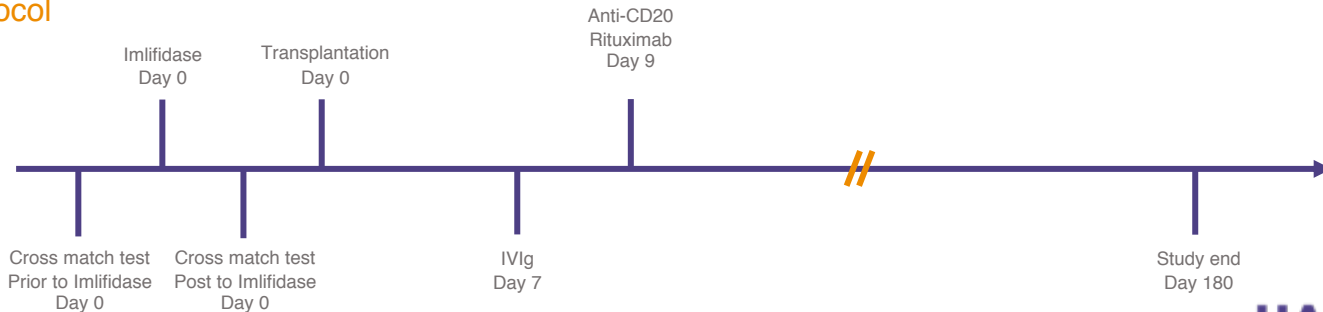 ocol
Imlifidase
Day 0
Transplantation
Day 0
Anti-CD20
Rituximab
Day 9
Cross match test
Prior to Imlifidase
Day 0
Cross match test
Post to Imlifidase
Day 0
IVIg
Day 7
Study end
Day 180